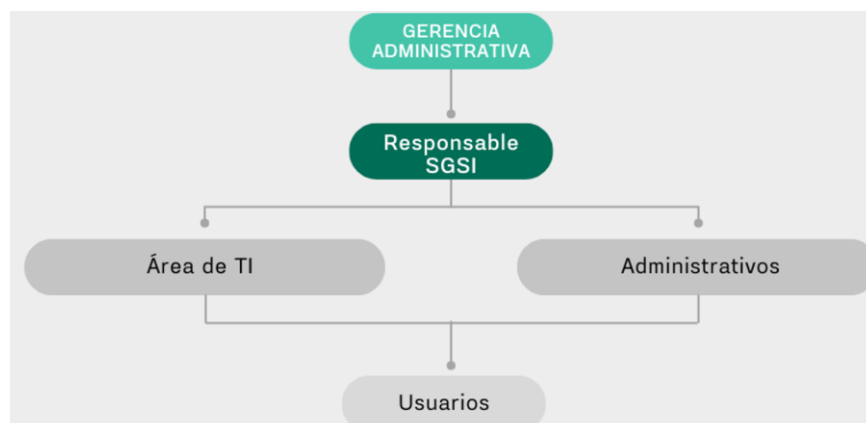 GERENCIA
ADMINISTRATIVA
Responsable
SGSI
Área de TI
Administrativos
Usuarios